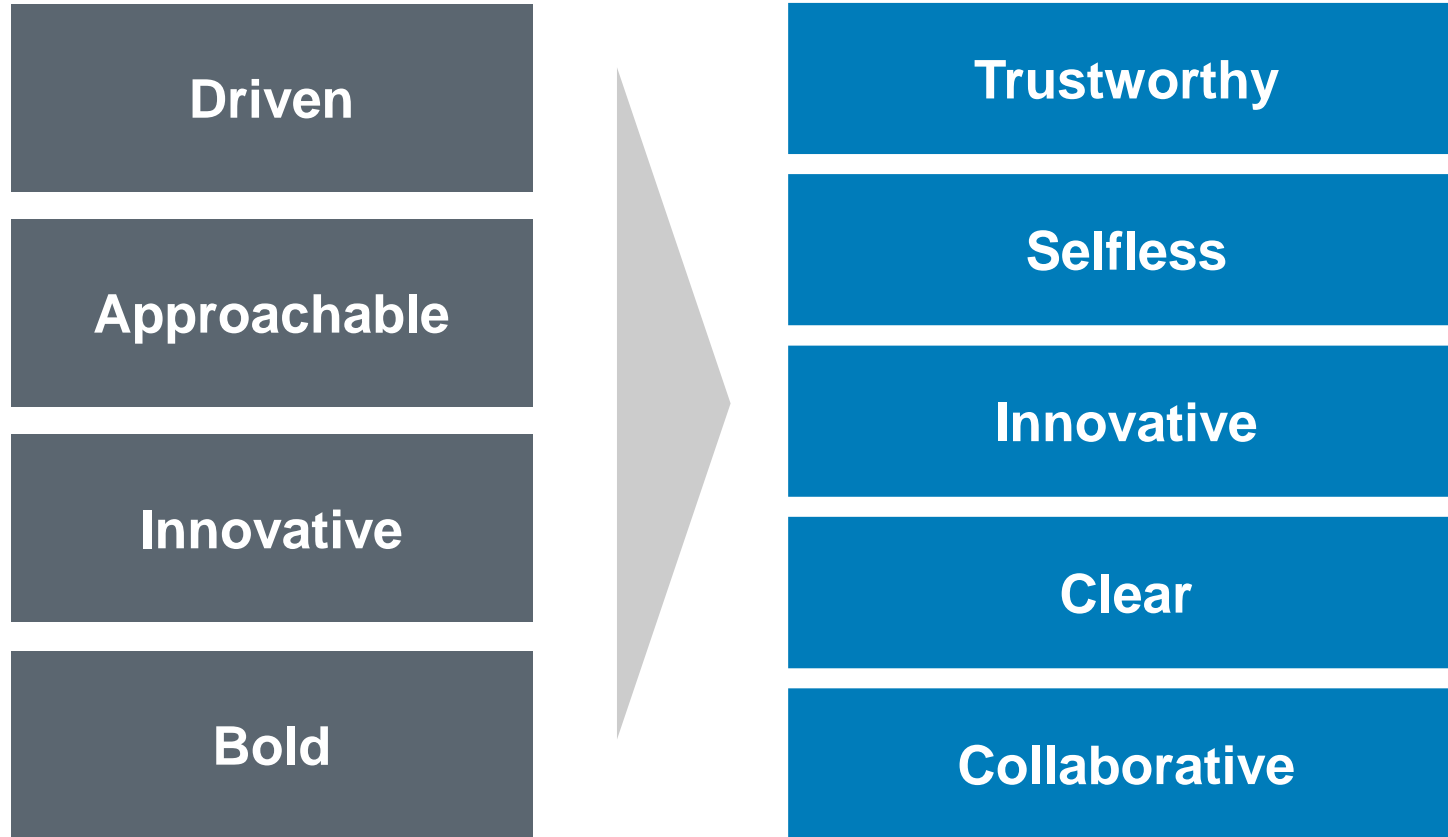 Driven
Approachable
Innovative
Bold
Trustworthy
Selfless
Innovative
Clear
Collaborative